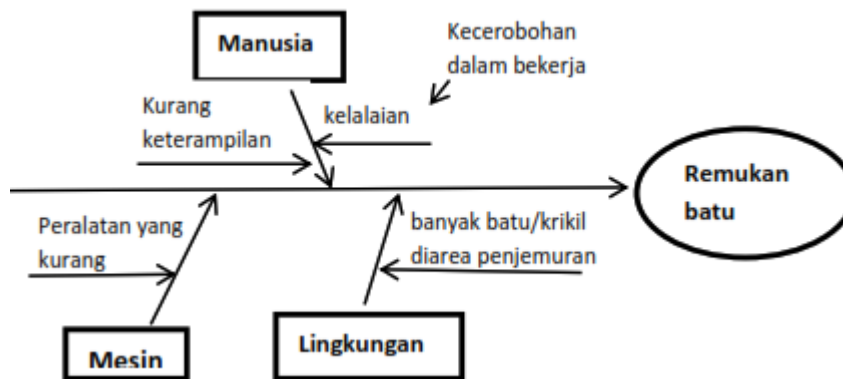 Manusia
Kecerobohan
dalam bekerja
Kurang
keterampilan
kelalaian
Remukan
batu
Peralatan yang
kurang
banyak batu/krikil
diarea penjemuran
Mesin
Lingkungan